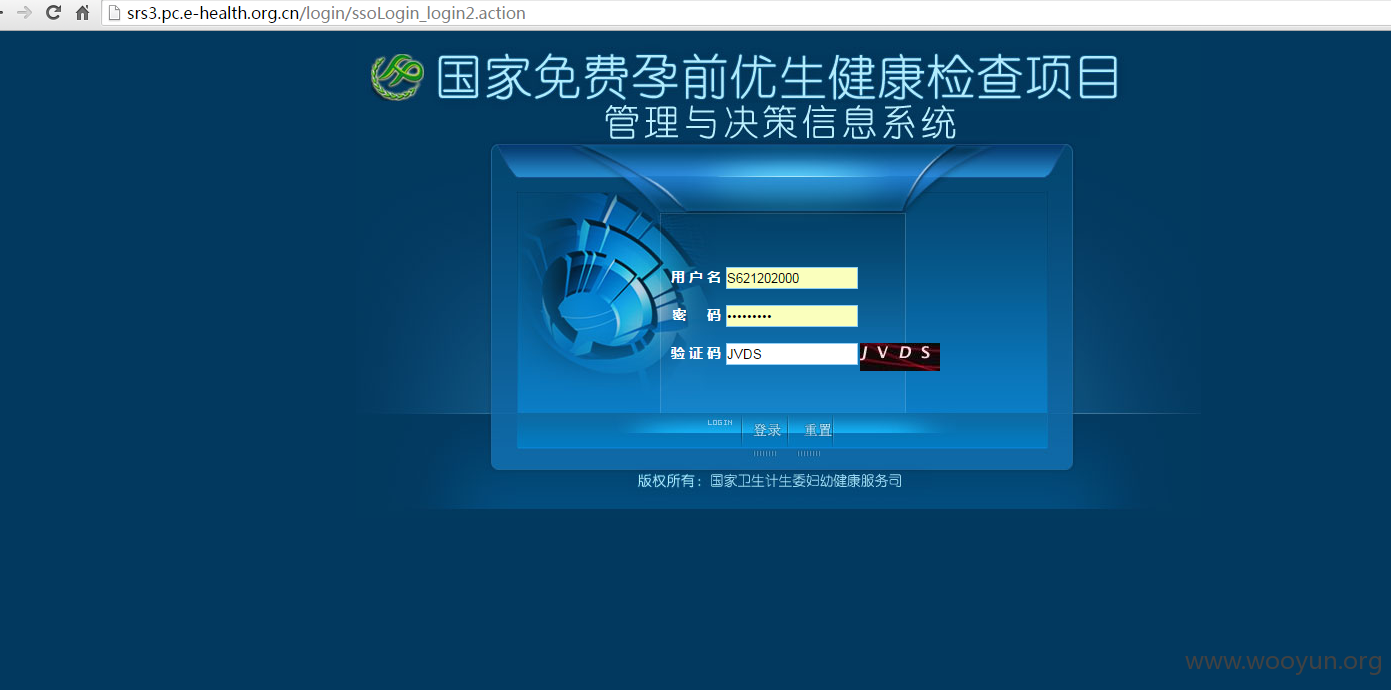 srs3.pc.e-health.org.cn/login/ssoLogin_login2.action
国家免费孕前优生健康检查项目
管理与决策信息系统
用户名 S621202000
密 码 •••••••••
验证码 JVDS JVDS
LOGIN 登录 重置
版权所有：国家卫生计生委妇幼健康服务司
www.wooyun.org